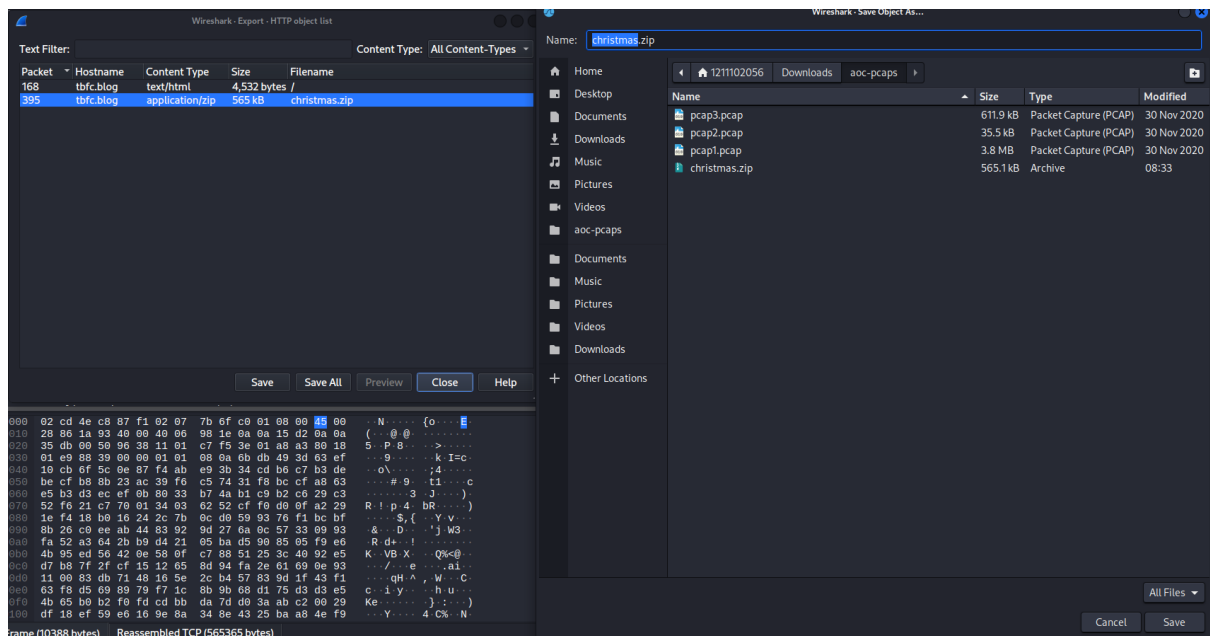 Wireshark · Export · HTTP object list
Text Filter:
Content Type: All Content-Types
Packet Hostname Content Type Size Filename
168 tbfc.blog text/html 4,532 bytes /
395 tbfc.blog application/zip 565 kB christmas.zip
Save Save All Preview Close Help
000 02 cd 4e c8 87 f1 02 07 7b 6f c0 01 08 00 45 00 ··N····· {o····E·
010 28 86 1a 93 40 00 40 06 98 1e 0a 0a 15 d2 0a 0a (···@·@· ········
020 35 db 00 50 96 38 11 01 c7 f5 3e 01 a8 a3 80 18 5··P·8·· ··>·····
030 01 e9 88 39 00 00 01 01 08 0a 6b db 49 3d 63 ef ···9···· ··k·I=c·
040 10 cb 6f 5c 0e 87 f4 ab e9 3b 34 cd b6 c7 b3 de ··o\···· ·;4·····
050 be cf b8 8b 23 ac 39 f6 c5 74 31 f8 bc cf a8 63 ····#·9· ·t1····c
060 e5 b3 d3 ec ef 0b 80 33 b7 4a b1 c9 b2 c6 29 c3 ·······3 ·J····)·
070 52 f6 21 c7 70 01 34 03 62 52 cf f0 d0 0f a2 29 R·!·p·4· bR·····)
080 1e f4 18 b0 16 24 2c 7b 0c d0 59 93 76 f1 bc bf ·····$,{ ··Y·v···
090 8b 26 c0 ee ab 44 83 92 9d 27 6a 0c 57 33 09 93 ·&···D·· ·'j·W3··
0a0 fa 52 a3 64 2b b9 d4 21 05 ba d5 90 85 05 f9 e6 ·R·d+··! ········
0b0 4b 95 ed 56 42 0e 58 0f c7 88 51 25 3c 40 92 e5 K··VB·X· ··Q%<@··
0c0 d7 b8 7f 2f cf 15 12 65 8d 94 fa 2e 61 69 0e 93 ···/···e ···.ai··
0d0 11 00 83 db 71 48 16 5e 2c b4 57 83 9d 1f 43 f1 ····qH·^ ,·W···C·
0e0 63 f8 d5 69 89 79 f7 1c 8b 9b 68 d1 75 d3 d3 e5 c··i·y·· ··h·u···
0f0 4b 65 b0 b2 f0 fd cd bb da 7d d0 3a ab c2 00 29 Ke······ ·}·:···)
100 df 18 ef 59 e6 16 9e 8a 34 8e 43 25 ba a8 4e f9 ···Y···· 4·C%··N·
Frame (10388 bytes) Reassembled TCP (565365 bytes)
Wireshark · Save Object As...
Name: christmas.zip
Home
Desktop
Documents
Downloads
Music
Pictures
Videos
aoc-pcaps
Documents
Music
Pictures
Videos
Downloads
Other Locations
1211102056 Downloads aoc-pcaps
Name Size Type Modified
pcap3.pcap 611.9 kB Packet Capture (PCAP) 30 Nov 2020
pcap2.pcap 35.5 kB Packet Capture (PCAP) 30 Nov 2020
pcap1.pcap 3.8 MB Packet Capture (PCAP) 30 Nov 2020
christmas.zip 565.1 kB Archive 08:33
All Files
Cancel Save